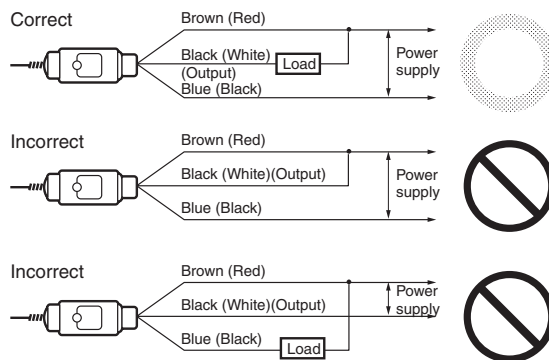 Correct
Brown (Red)
Black (White)
(Output)
Load
Blue (Black)
Power
supply
Incorrect
Brown (Red)
Black (White)(Output)
Blue (Black)
Power
supply
Incorrect
Brown (Red)
Black (White)(Output)
Blue (Black)
Load
Power
supply